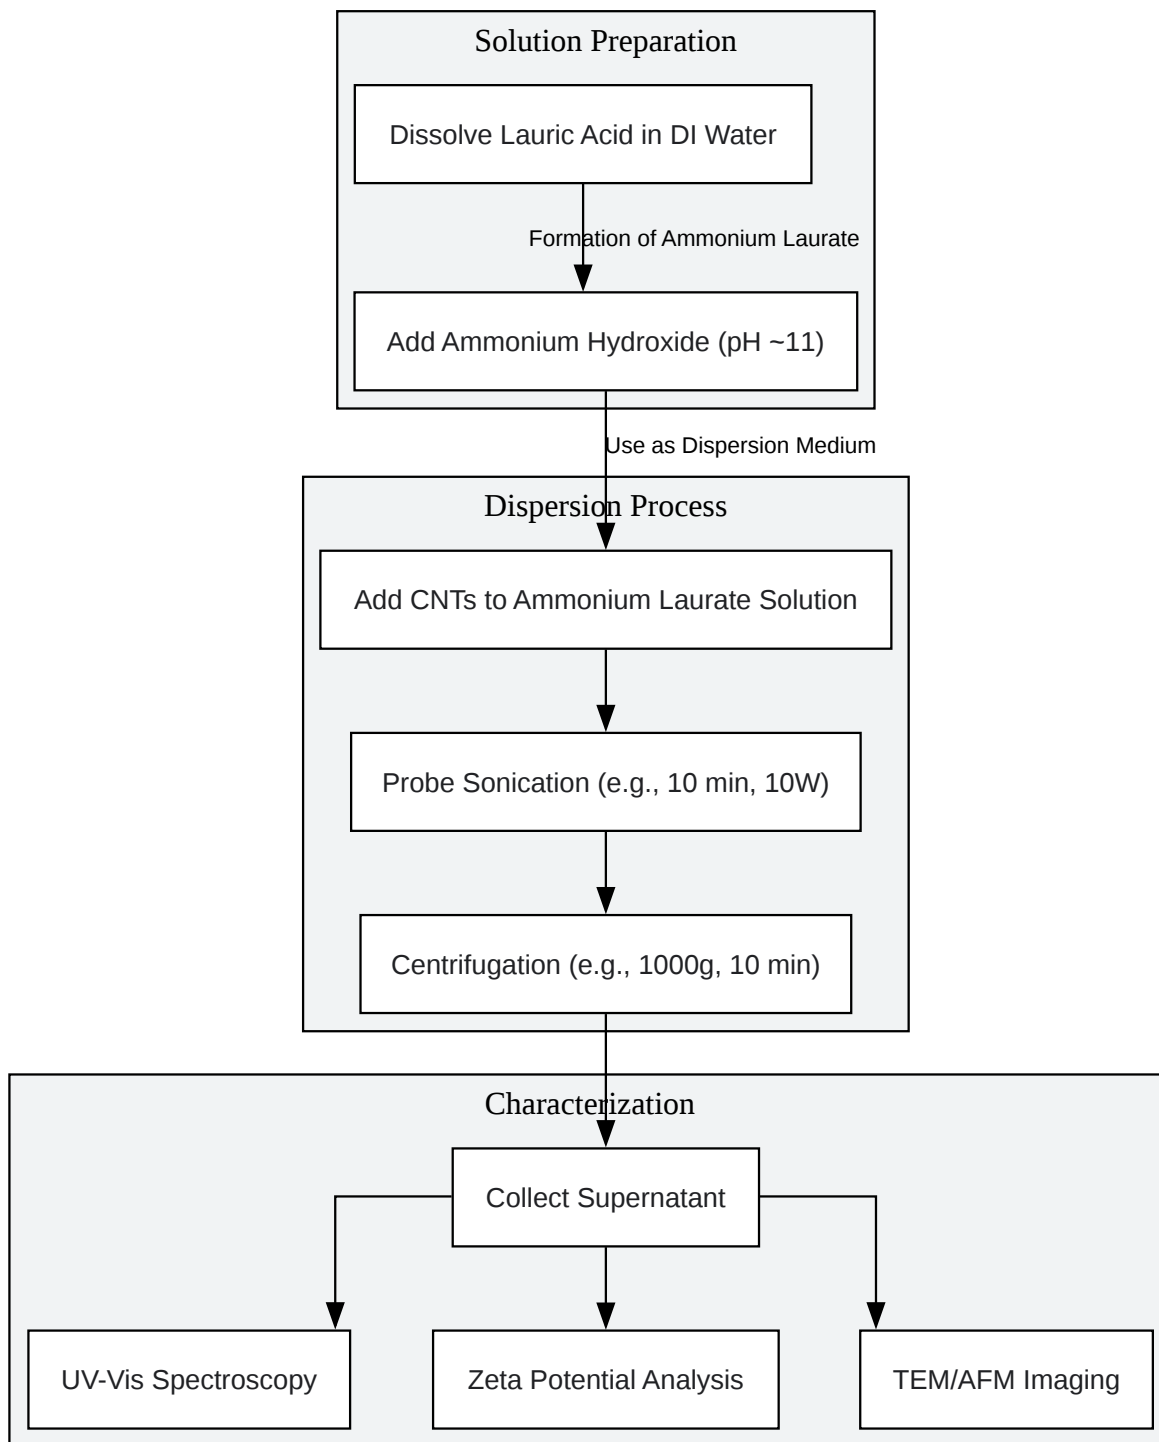 Solution Preparation
Dissolve Lauric Acid in DI Water
Formation of Ammonium Laurate
Add Ammonium Hydroxide (pH ~11)
Use as Dispersion Medium
Dispersion Process
Add CNTs to Ammonium Laurate Solution
Probe Sonication (e.g., 10 min, 10W)
Centrifugation (e.g., 1000g, 10 min)
Characterization
Collect Supernatant
UV-Vis Spectroscopy
Zeta Potential Analysis
TEM/AFM Imaging